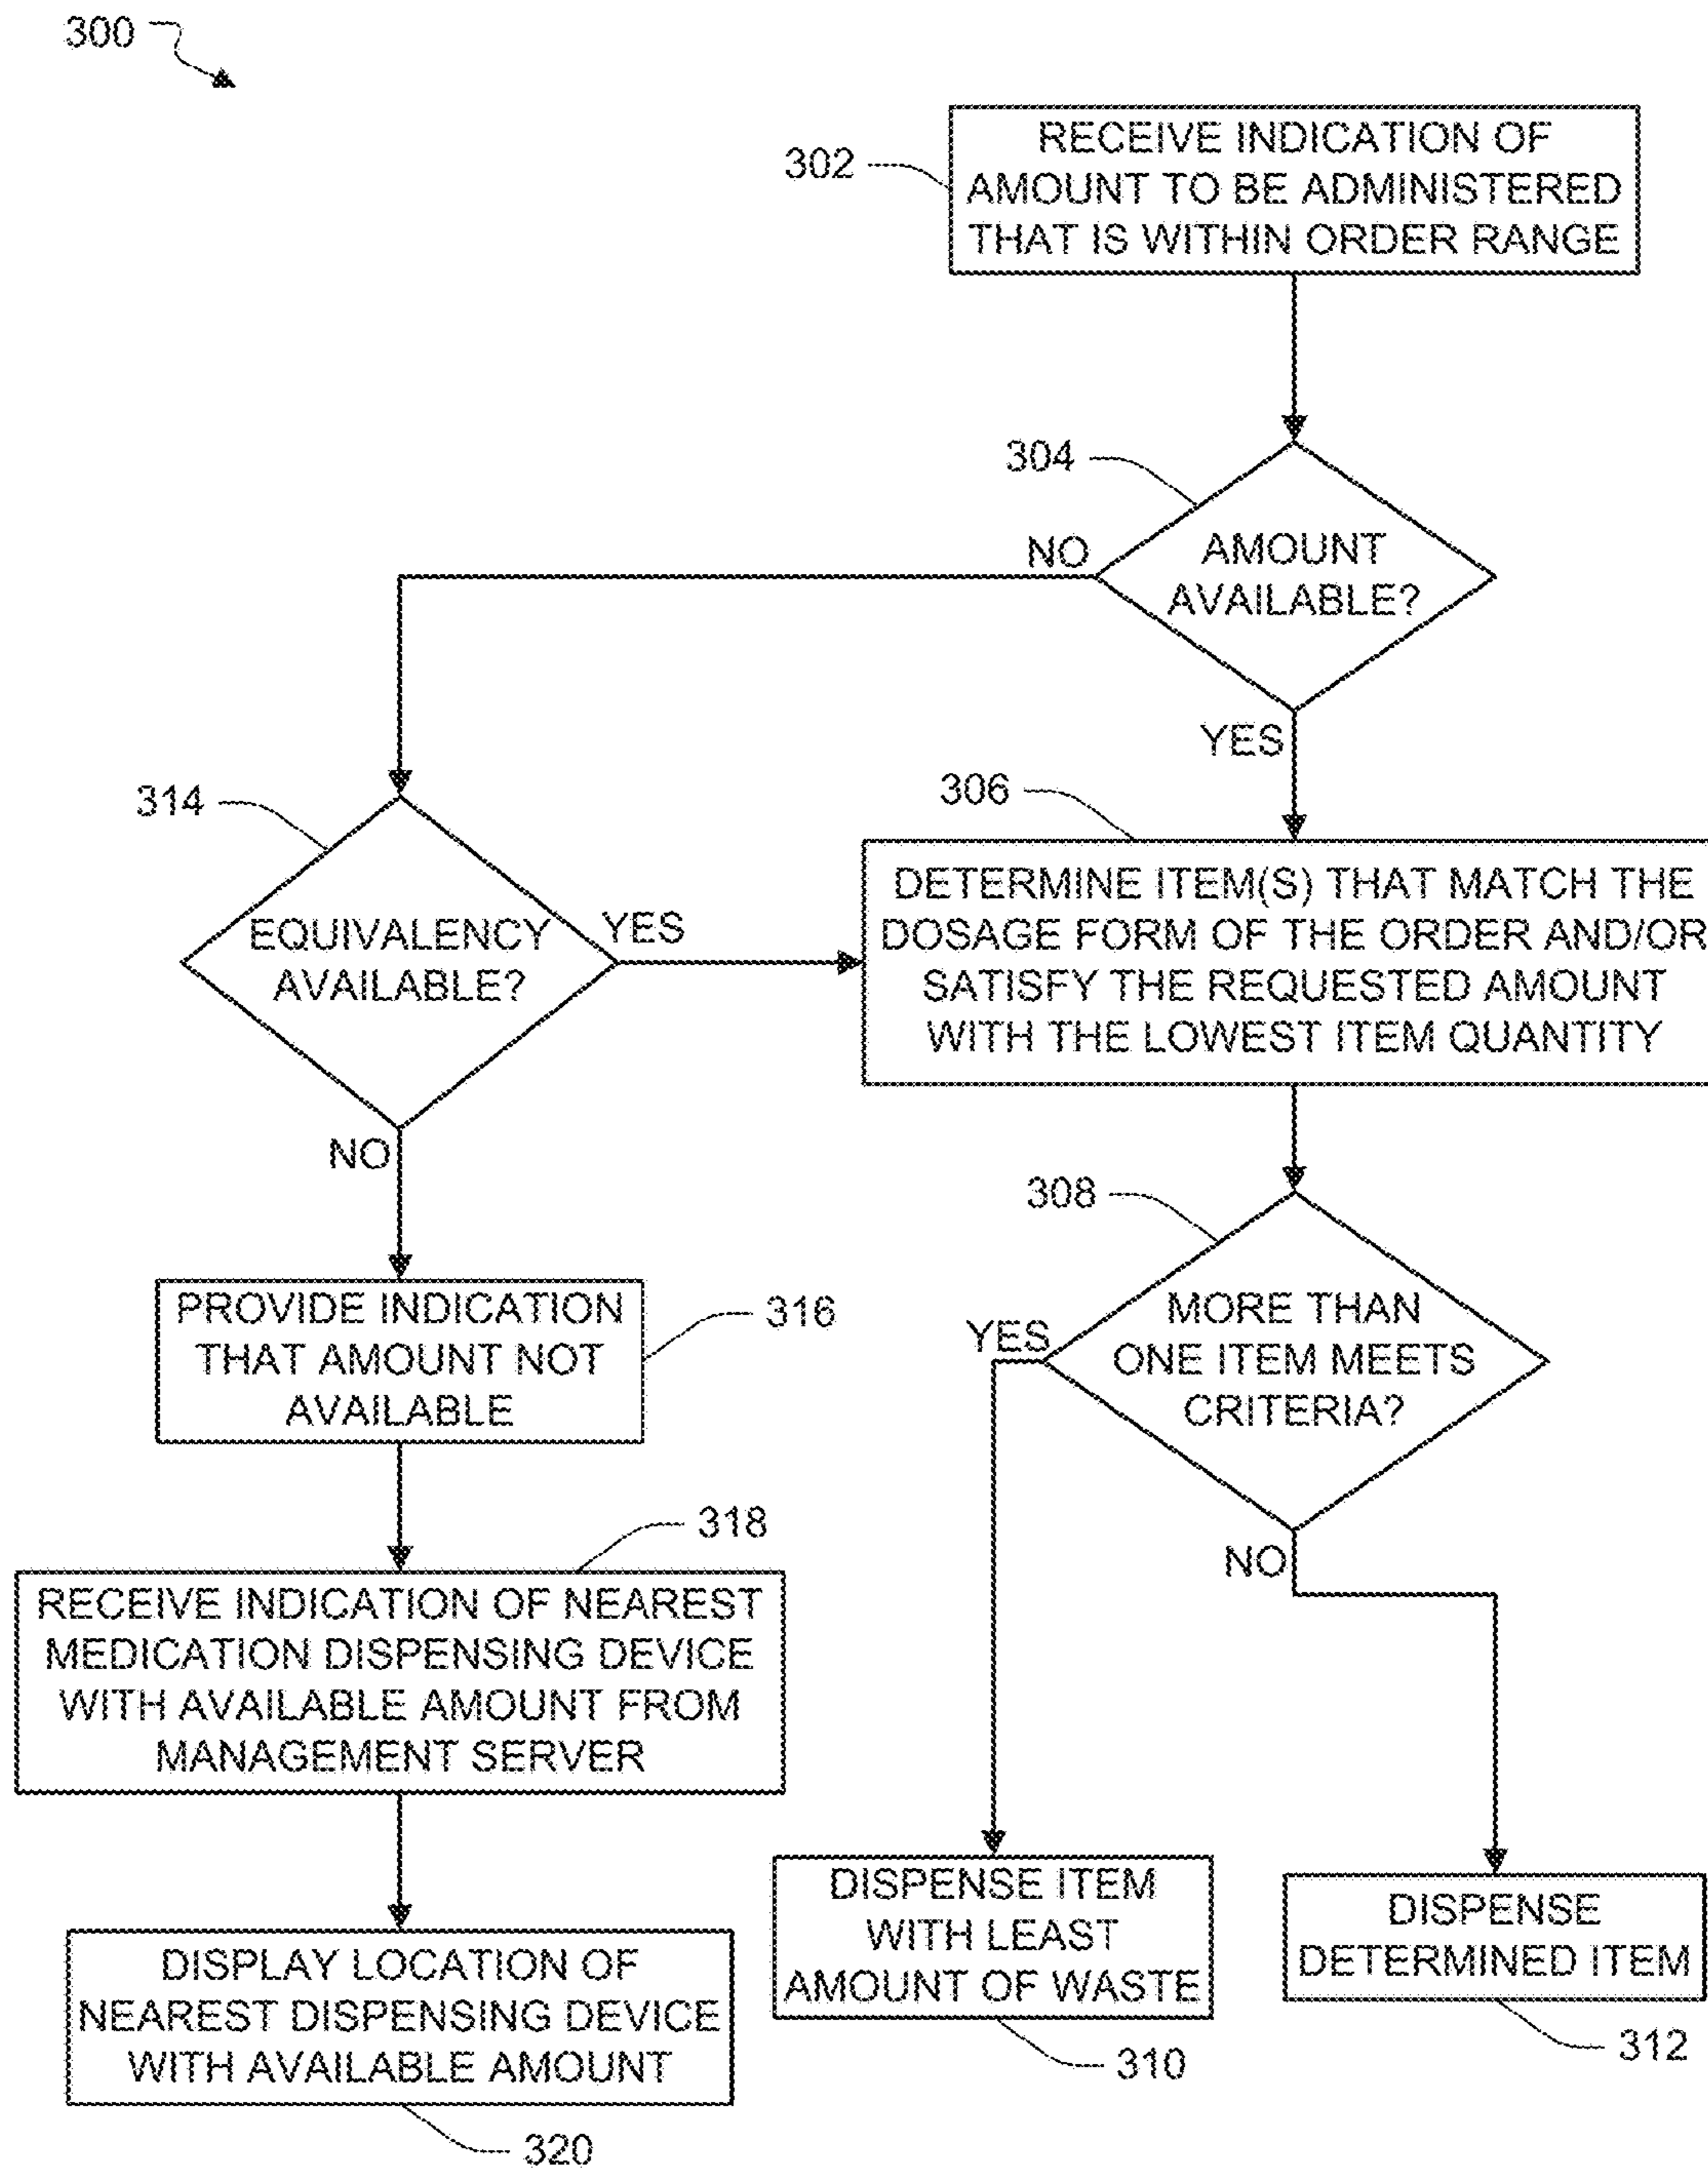 300
302
RECEIVE INDICATION OF
AMOUNT TO BE ADMINISTERED
THAT IS WITHIN ORDER RANGE
304
AMOUNT
AVAILABLE?
NO
YES
314
EQUIVALENCY
AVAILABLE?
YES
NO
306
DETERMINE ITEM(S) THAT MATCH THE
DOSAGE FORM OF THE ORDER AND/OR
SATISFY THE REQUESTED AMOUNT
WITH THE LOWEST ITEM QUANTITY
308
MORE THAN
ONE ITEM MEETS
CRITERIA?
YES
NO
PROVIDE INDICATION
THAT AMOUNT NOT
AVAILABLE
316
318
RECEIVE INDICATION OF NEAREST
MEDICATION DISPENSING DEVICE
WITH AVAILABLE AMOUNT FROM
MANAGEMENT SERVER
DISPLAY LOCATION OF
NEAREST DISPENSING DEVICE
WITH AVAILABLE AMOUNT
320
DISPENSE ITEM
WITH LEAST
AMOUNT OF WASTE
310
DISPENSE
DETERMINED ITEM
312